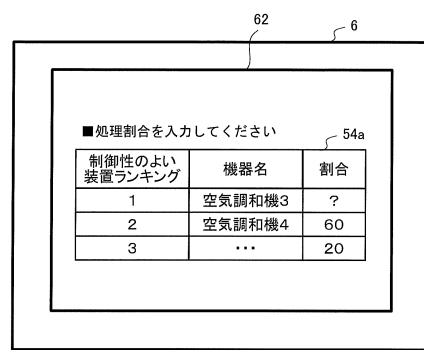 62
6
■処理割合を入力してください
54a
制御性のよい
装置ランキング 機器名 割合
1 空気調和機3 ?
2 空気調和機4 60
3 ・・・ 20